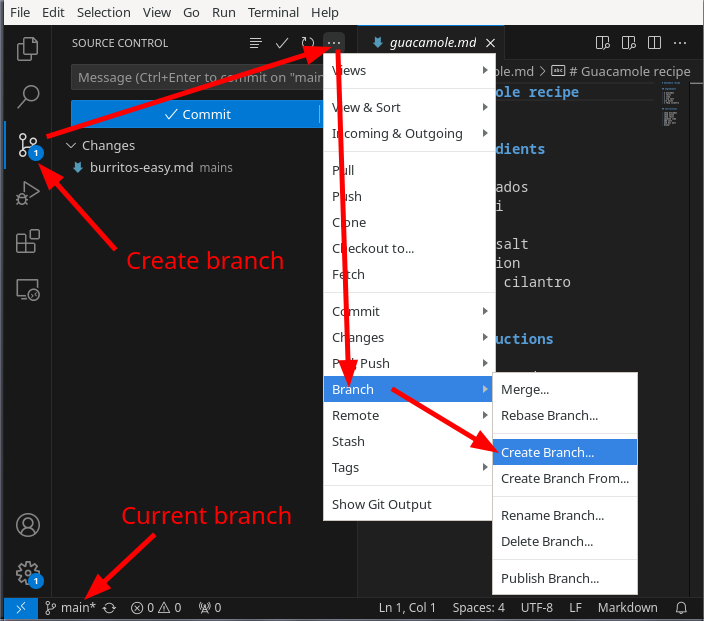 File Edit Selection View Go Run Terminal Help
SOURCE CONTROL
guacamole.md
Message (Ctrl+Enter to commit on "main
le.md > # Guacamole recipe
Commit
ole recipe
Changes
burritos-easy.md mains
dients
ados
i
salt
ion
cilantro
uctions
Views
View & Sort
Incoming & Outgoing
Pull
Push
Clone
Checkout to...
Fetch
Commit
Changes
Pull, Push
Branch
Remote
Stash
Tags
Show Git Output
Merge...
Rebase Branch...
Create Branch...
Create Branch From...
Rename Branch...
Delete Branch...
Publish Branch...
1
Create branch
Current branch
1
main* 0 0 0 Ln 1, Col 1 Spaces: 4 UTF-8 LF Markdown